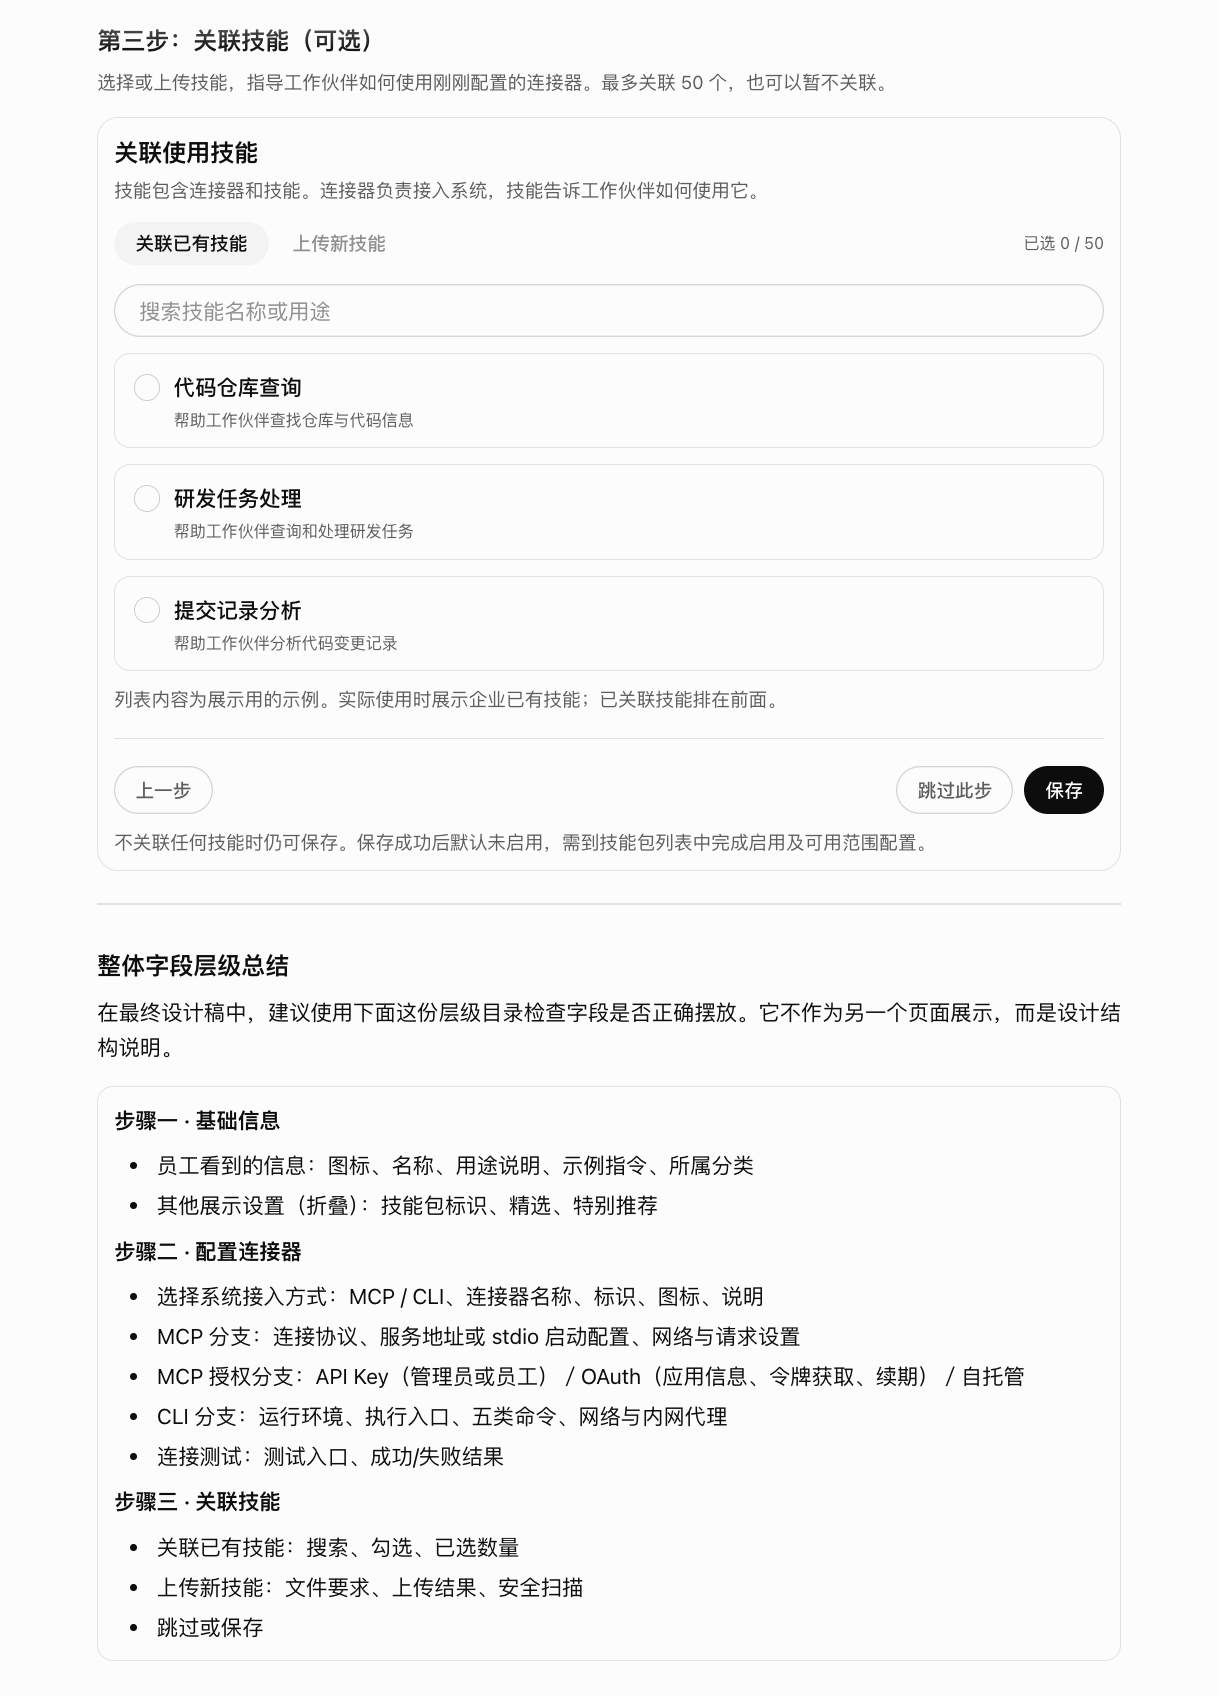 第三步：关联技能（可选）
选择或上传技能，指导工作伙伴如何使用刚刚配置的连接器。最多关联 50 个，也可以暂不关联。
关联使用技能
技能包含连接器和技能。连接器负责接入系统，技能告诉工作伙伴如何使用它。
关联已有技能
上传新技能
已选 0 / 50
搜索技能名称或用途
代码仓库查询
帮助工作伙伴查找仓库与代码信息
研发任务处理
帮助工作伙伴查询和处理研发任务
提交记录分析
帮助工作伙伴分析代码变更记录
列表内容为展示用的示例。实际使用时展示企业已有技能；已关联技能排在前面。
上一步
跳过此步
保存
不关联任何技能时仍可保存。保存成功后默认未启用，需到技能包列表中完成启用及可用范围配置。
整体字段层级总结
在最终设计稿中，建议使用下面这份层级目录检查字段是否正确摆放。它不作为另一个页面展示，而是设计结
构说明。
步骤一 · 基础信息
• 员工看到的信息：图标、名称、用途说明、示例指令、所属分类
• 其他展示设置（折叠）：技能包标识、精选、特别推荐
步骤二 · 配置连接器
• 选择系统接入方式：MCP / CLI、连接器名称、标识、图标、说明
• MCP 分支：连接协议、服务地址或 stdio 启动配置、网络与请求设置
• MCP 授权分支：API Key（管理员或员工） / OAuth（应用信息、令牌获取、续期） / 自托管
• CLI 分支：运行环境、执行入口、五类命令、网络与内网代理
• 连接测试：测试入口、成功/失败结果
步骤三 · 关联技能
• 关联已有技能：搜索、勾选、已选数量
• 上传新技能：文件要求、上传结果、安全扫描
• 跳过或保存